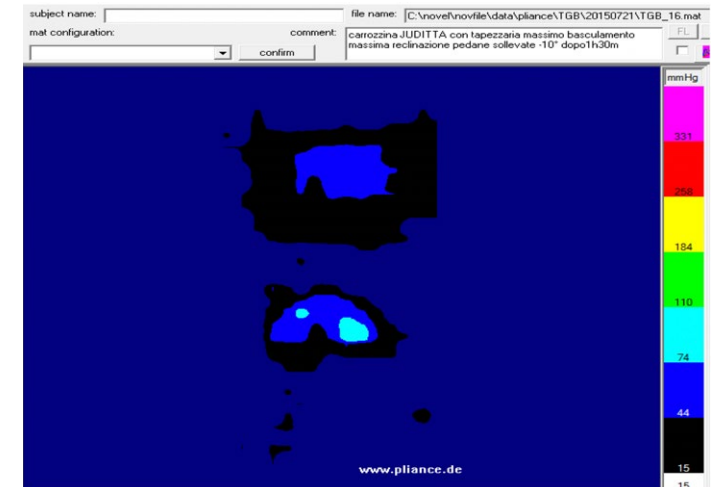 subject name:
file name: C:\novel\novfile\data\pliance\TGB\20150721\TGB_16.mat
mat configuration:
comment: carrozzina JUDITTA con tapezzaria massimo basculamento
massima reclinazione pedane sollevate -10° dopo1h30m
FL
confirm
mmHg
331
258
184
110
74
44
15
15
www.pliance.de